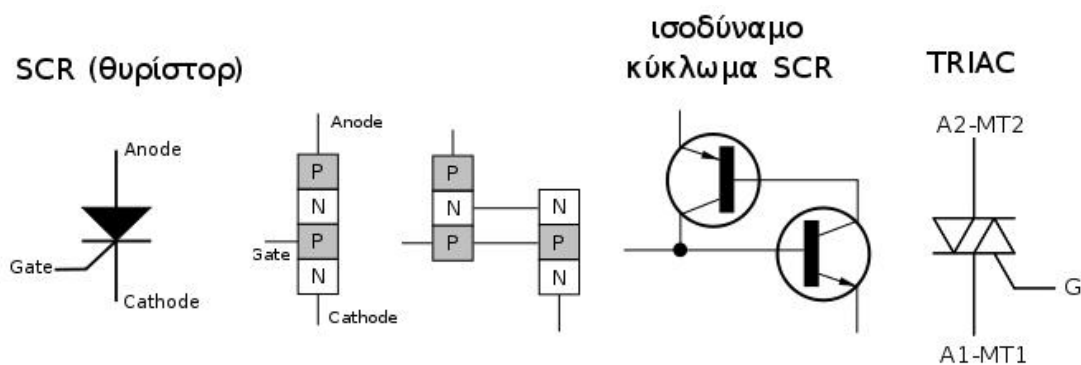 SCR (θυρίστορ)
Anode
Gate
Cathode
Anode
P
N
P
N
Gate
Cathode
P
N
P
N
P
N
ισοδύναμο
κύκλωμα SCR
TRIAC
A2-MT2
G
A1-MT1